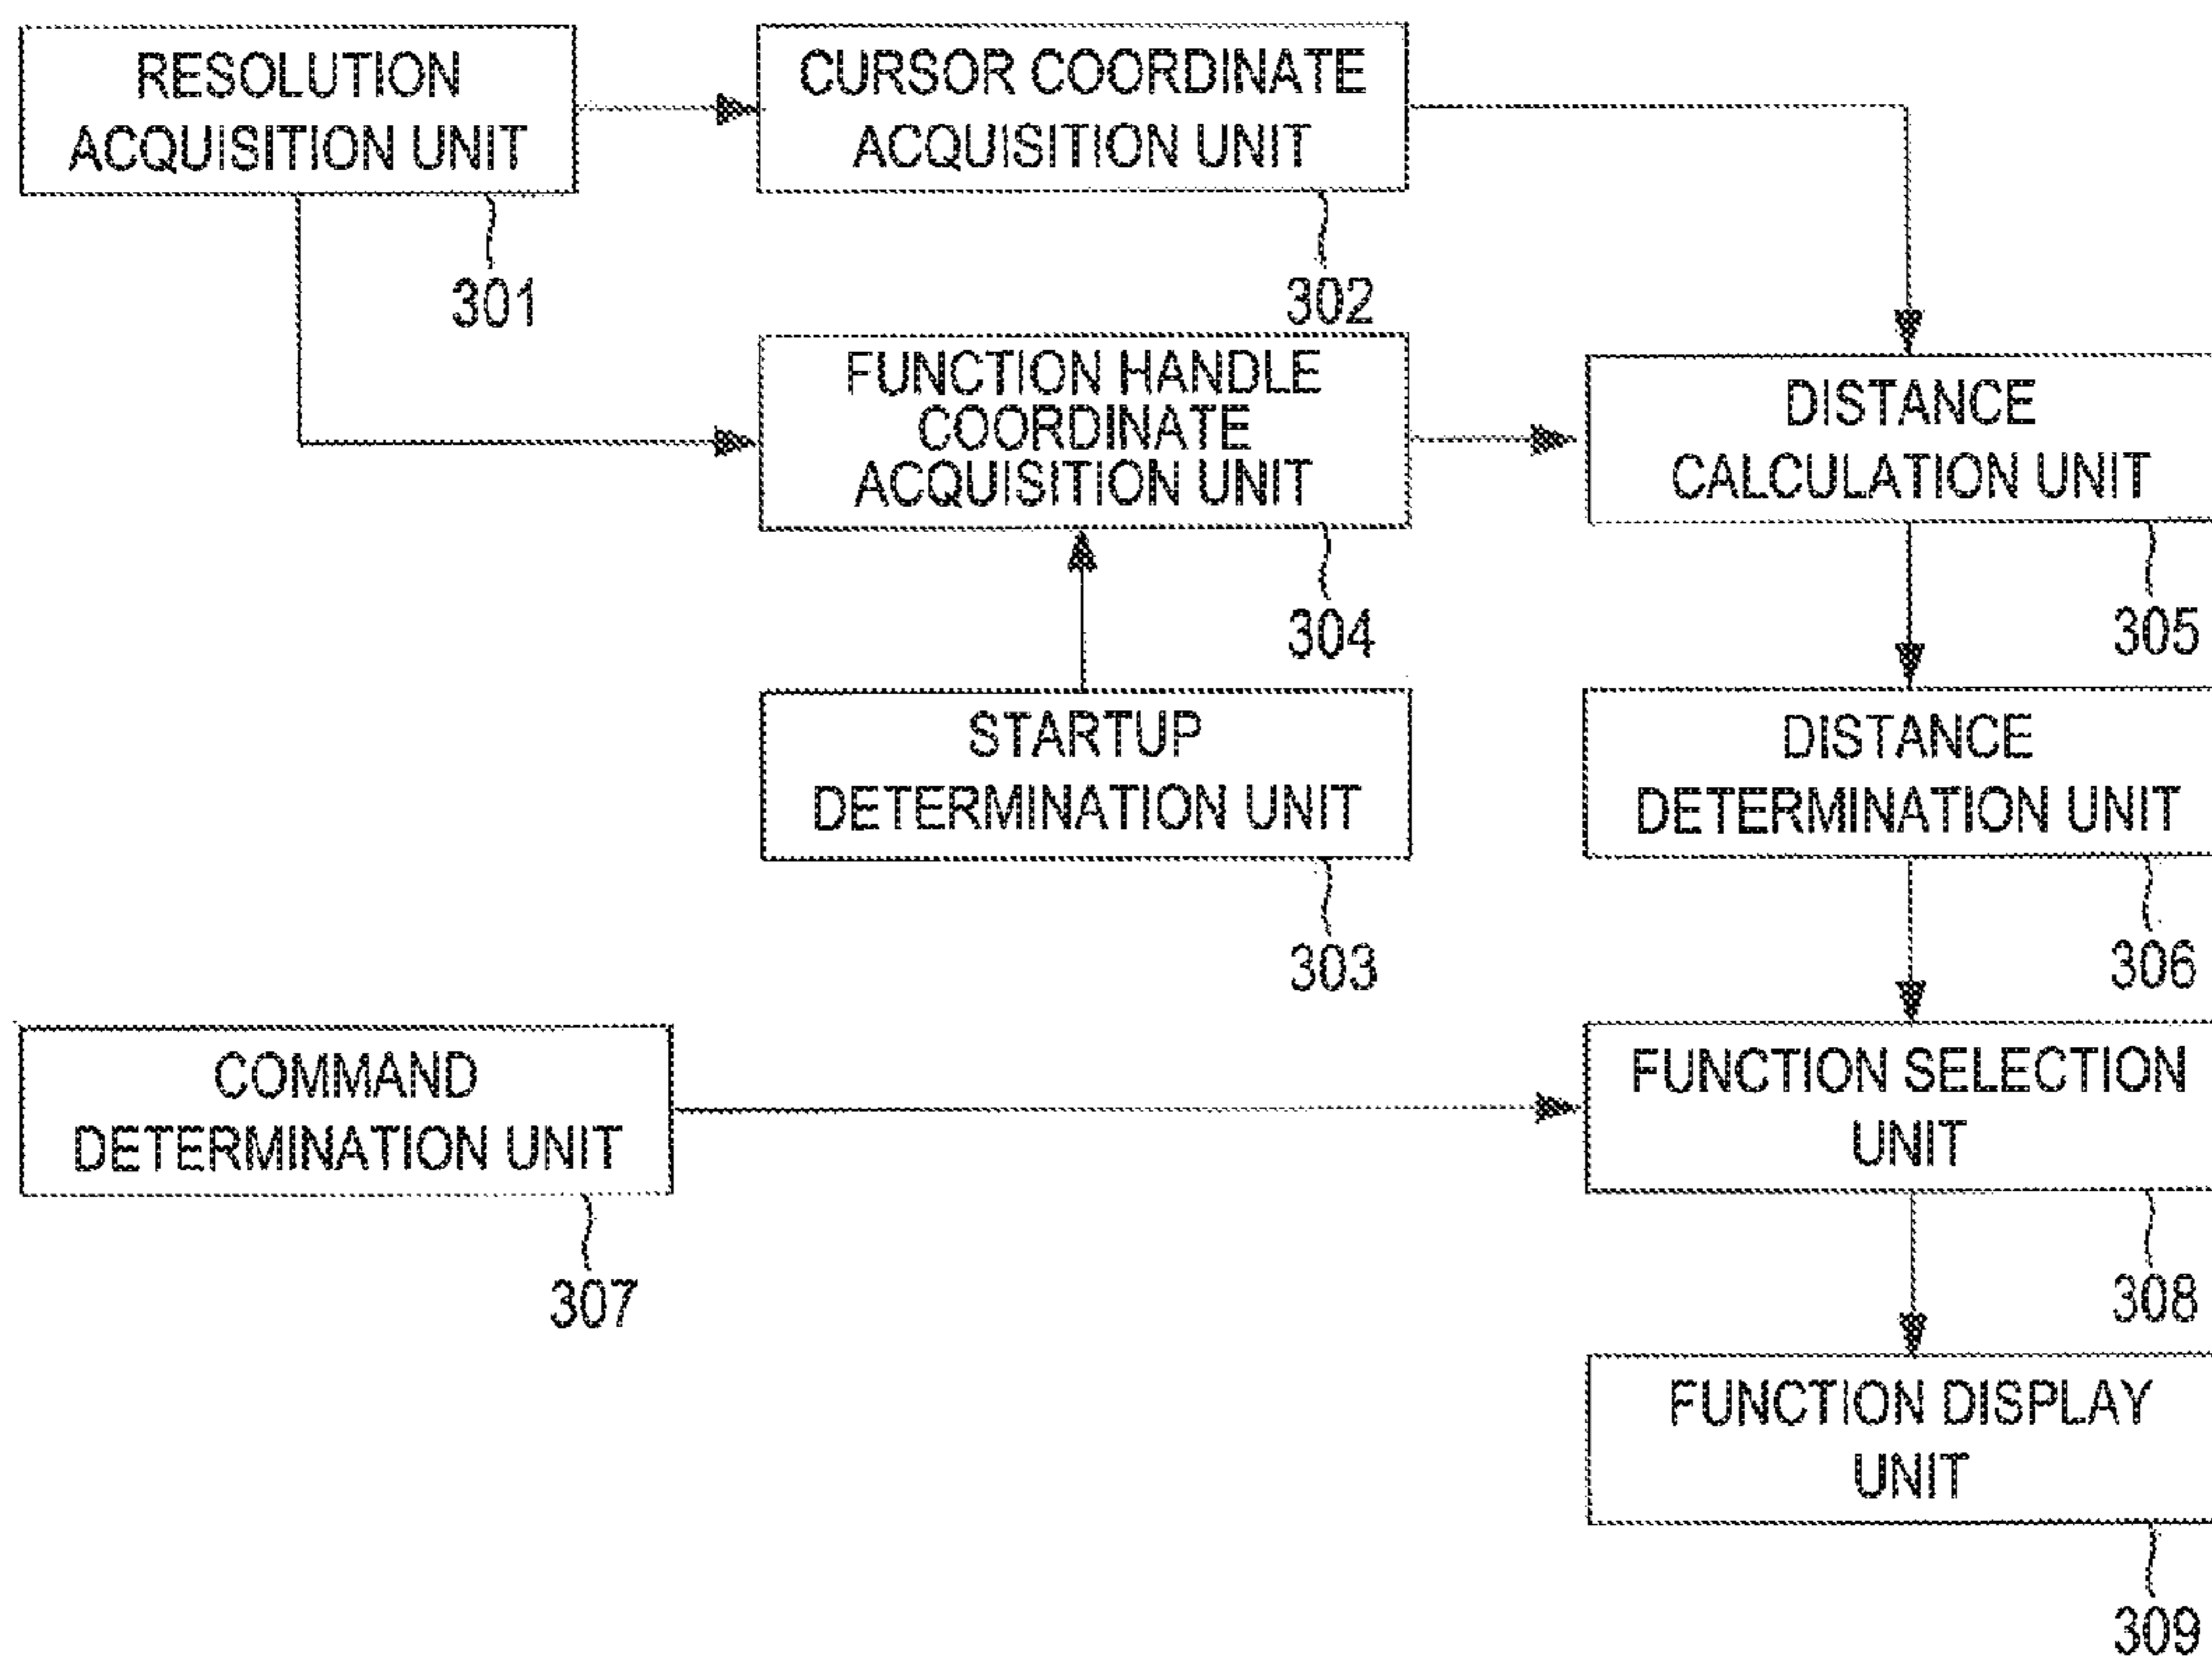 RESOLUTION
ACQUISITION UNIT
301
CURSOR COORDINATE
ACQUISITION UNIT
302
FUNCTION HANDLE
COORDINATE
ACQUISITION UNIT
304
DISTANCE
CALCULATION UNIT
305
STARTUP
DETERMINATION UNIT
303
DISTANCE
DETERMINATION UNIT
306
COMMAND
DETERMINATION UNIT
307
FUNCTION SELECTION
UNIT
308
FUNCTION DISPLAY
UNIT
309